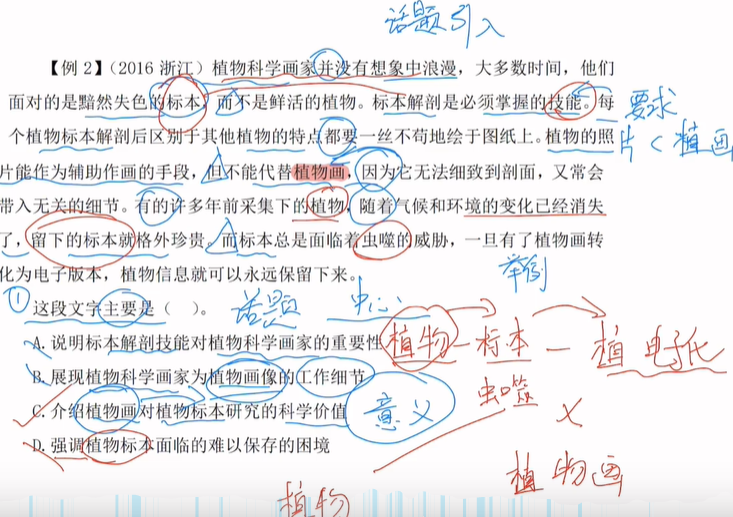 话题引入
【例 2】（2016 浙江）植物科学画家并没有想象中浪漫，大多数时间，他们
面对的是黯然失色的标本，而不是鲜活的植物。标本解剖是必须掌握的技能。每
要求
个植物标本解剖后区别于其他植物的特点都要一丝不苟地绘于图纸上。植物的照
片＜植画
片能作为辅助作画的手段，但不能代替植物画，因为它无法细致到剖面，又常会
带入无关的细节。有的许多年前采集下的植物，随着气候和环境的变化已经消失
了，留下的标本就格外珍贵。而标本总是面临着虫噬的威胁，一旦有了植物画转
化为电子版本，植物信息就可以永远保留下来。
举例
① 这段文字主要是（　）。
话题 中心
A. 说明标本解剖技能对植物科学画家的重要性
植物—标本—植电子化
B. 展现植物科学画家为植物画像的工作细节
C. 介绍植物画对植物标本研究的科学价值
意义
虫噬 ×
D. 强调植物标本面临的难以保存的困境
植物
植物画